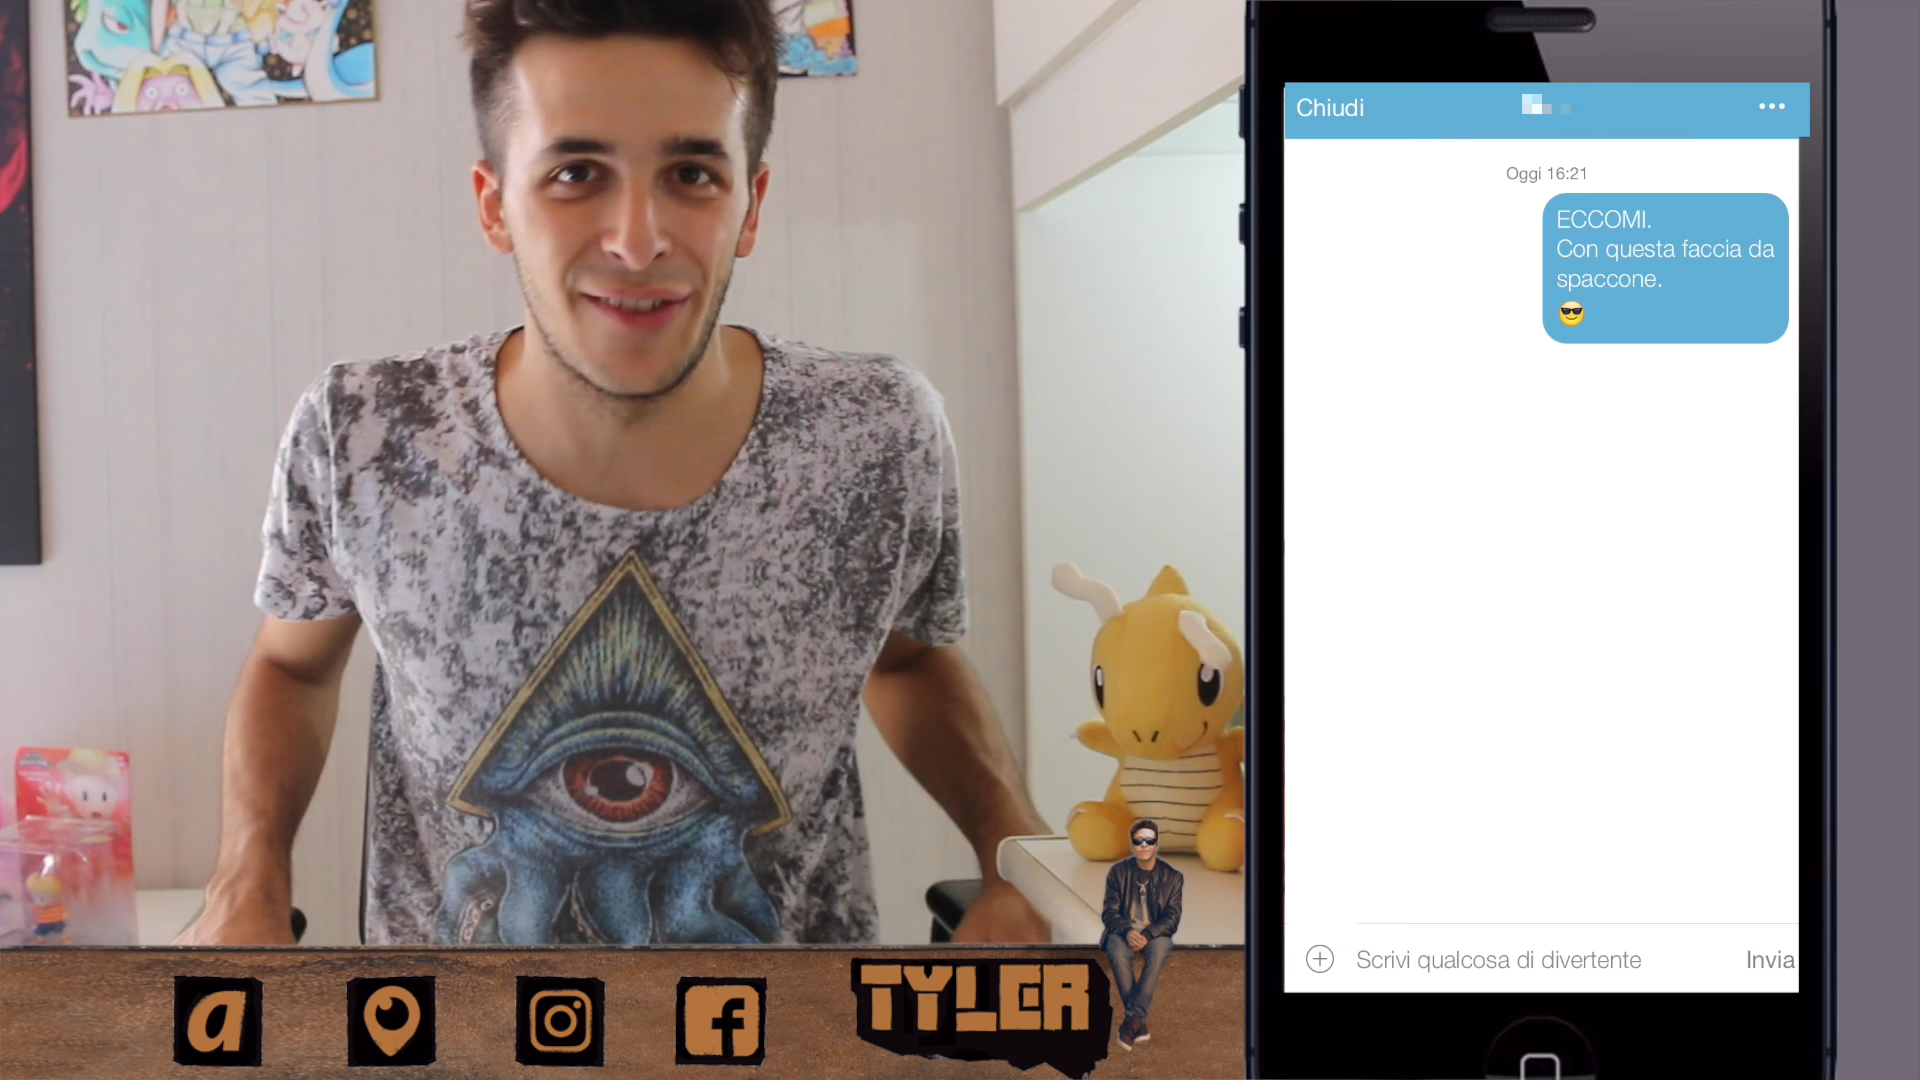 Chiudi
Oggi 16:21
ECCOMI.
Con questa faccia da
spaccone.
Scrivi qualcosa di divertente
Invia
TYLER